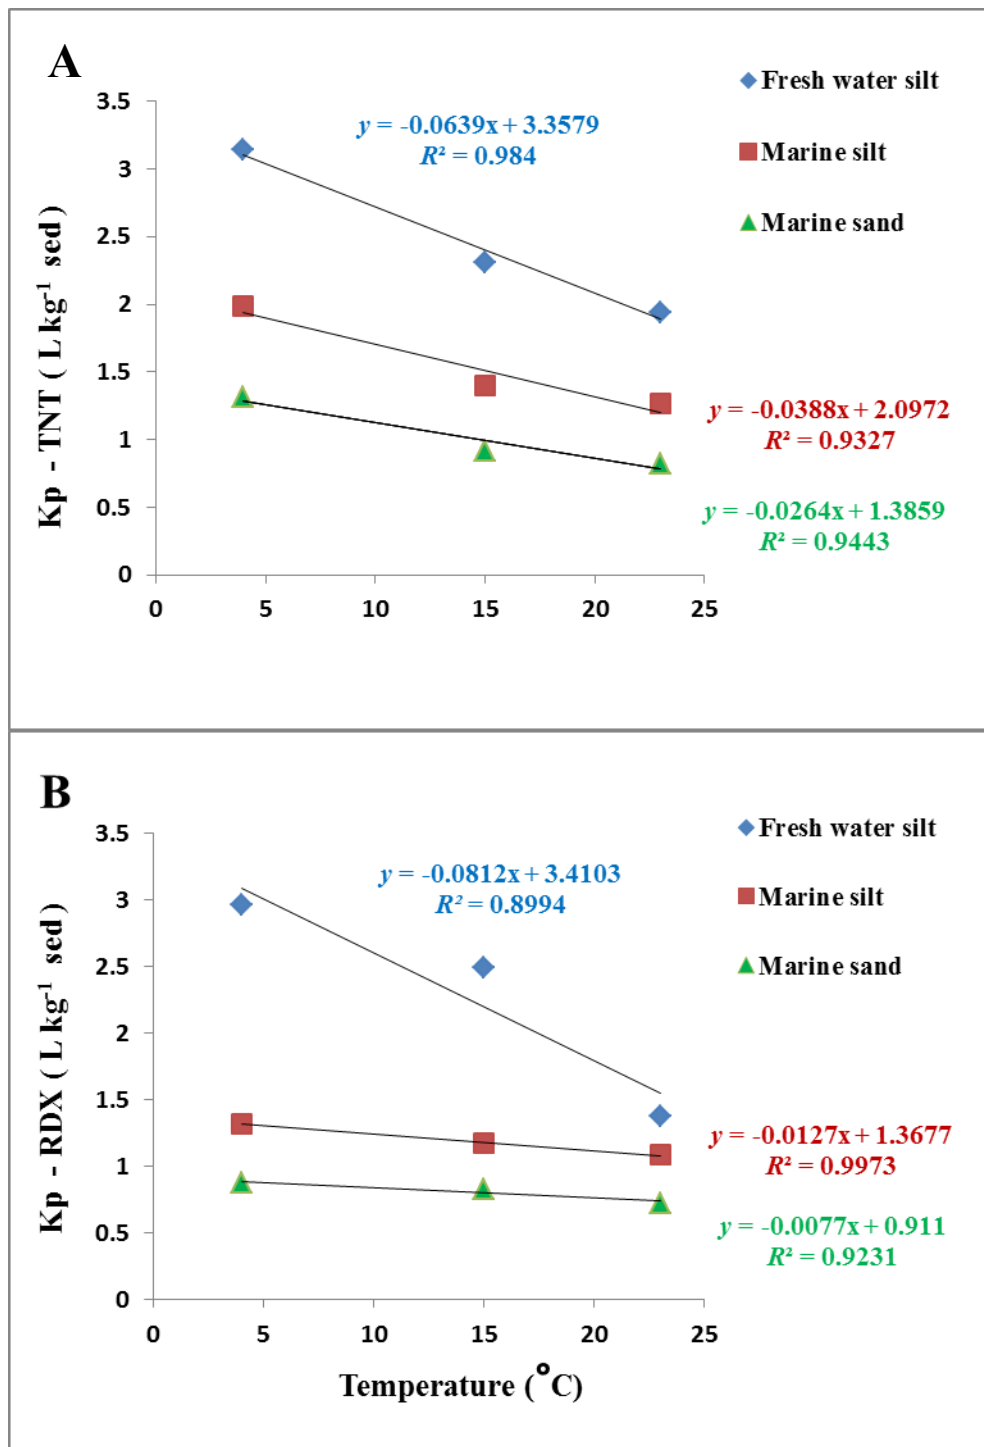 A
Fresh water silt
Marine silt
Marine sand
y = -0.0639x + 3.3579
R² = 0.984
y = -0.0388x + 2.0972
R² = 0.9327
y = -0.0264x + 1.3859
R² = 0.9443
Kp - TNT ( L kg⁻¹ sed )
3.5
3
2.5
2
1.5
1
0.5
0
0 5 10 15 20 25
B
Fresh water silt
Marine silt
Marine sand
y = -0.0812x + 3.4103
R² = 0.8994
y = -0.0127x + 1.3677
R² = 0.9973
y = -0.0077x + 0.911
R² = 0.9231
Kp - RDX ( L kg⁻¹ sed )
3.5
3
2.5
2
1.5
1
0.5
0
0 5 10 15 20 25
Temperature (°C)